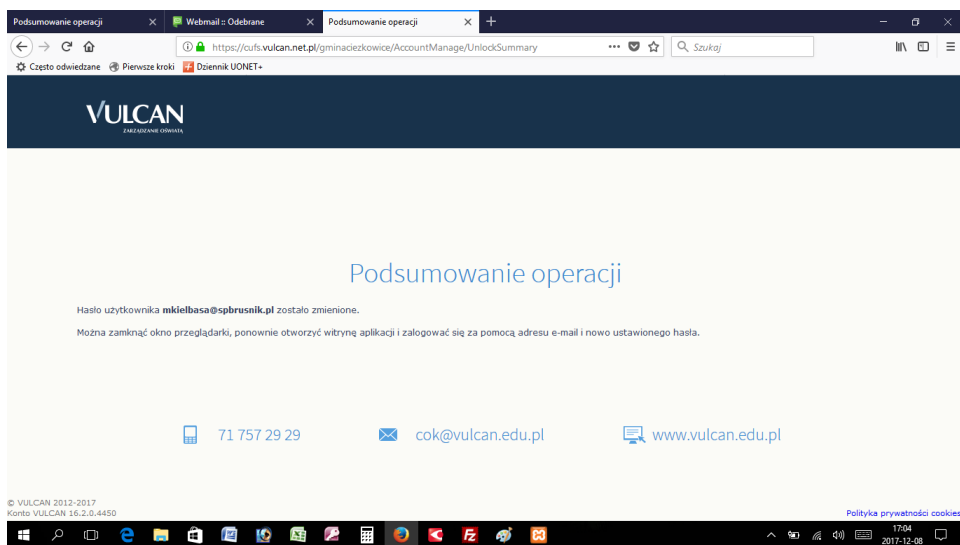 Podsumowanie operacji
Webmail :: Odebrane
Podsumowanie operacji
https://cufs.vulcan.net.pl/gminaciezkowice/AccountManage/UnlockSummary
Szukaj
Często odwiedzane
Pierwsze kroki
Dziennik UONET+
VULCAN
ZARZĄDZANIE OŚWIATĄ
Podsumowanie operacji
Hasło użytkownika mkielbasa@spbrusnik.pl zostało zmienione.
Można zamknąć okno przeglądarki, ponownie otworzyć witrynę aplikacji i zalogować się za pomocą adresu e-mail i nowo ustawionego hasła.
71 757 29 29
cok@vulcan.edu.pl
www.vulcan.edu.pl
© VULCAN 2012-2017
Konto VULCAN 16.2.0.4450
Polityka prywatności cookies
17:04
2017-12-08